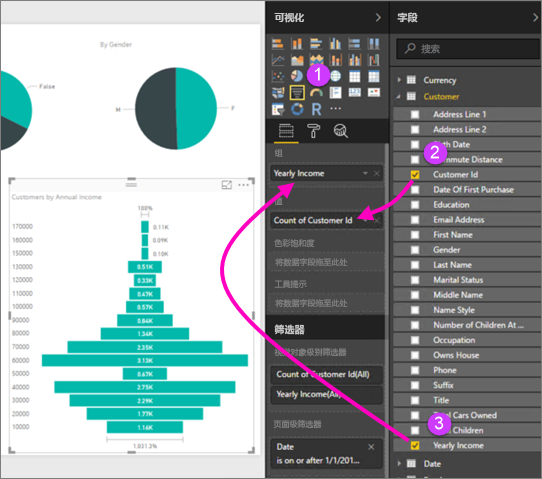 By Gender
False
M
F
Customers by Annual Income
100%
170000
0.11K
160000
0.09K
150000
0.10K
130000
0.51K
120000
0.33K
110000
0.47K
100000
0.57K
90000
0.84K
80000
1.34K
70000
2.35K
60000
3.13K
50000
0.67K
40000
2.75K
30000
2.29K
20000
1.77K
10000
1.16K
1,031.3%
可视化
1
R
组
Yearly Income
值
Count of Customer Id
色彩饱和度
将数据字段拖至此处
工具提示
将数据字段拖至此处
筛选器
视觉对象级别筛选器
Count of Customer Id(All)
Yearly Income(All)
页面级筛选器
Date
is on or after 1/1/201...
字段
搜索
Currency
Customer
Address Line 1
Address Line 2
2
Date
Distance
Customer Id
Date Of First Purchase
Education
Email Address
First Name
Gender
Last Name
Marital Status
Middle Name
Name Style
Number of Children At ...
Occupation
Owns House
Phone
Suffix
Title
3
Cars Owned
Children
Yearly Income
Date